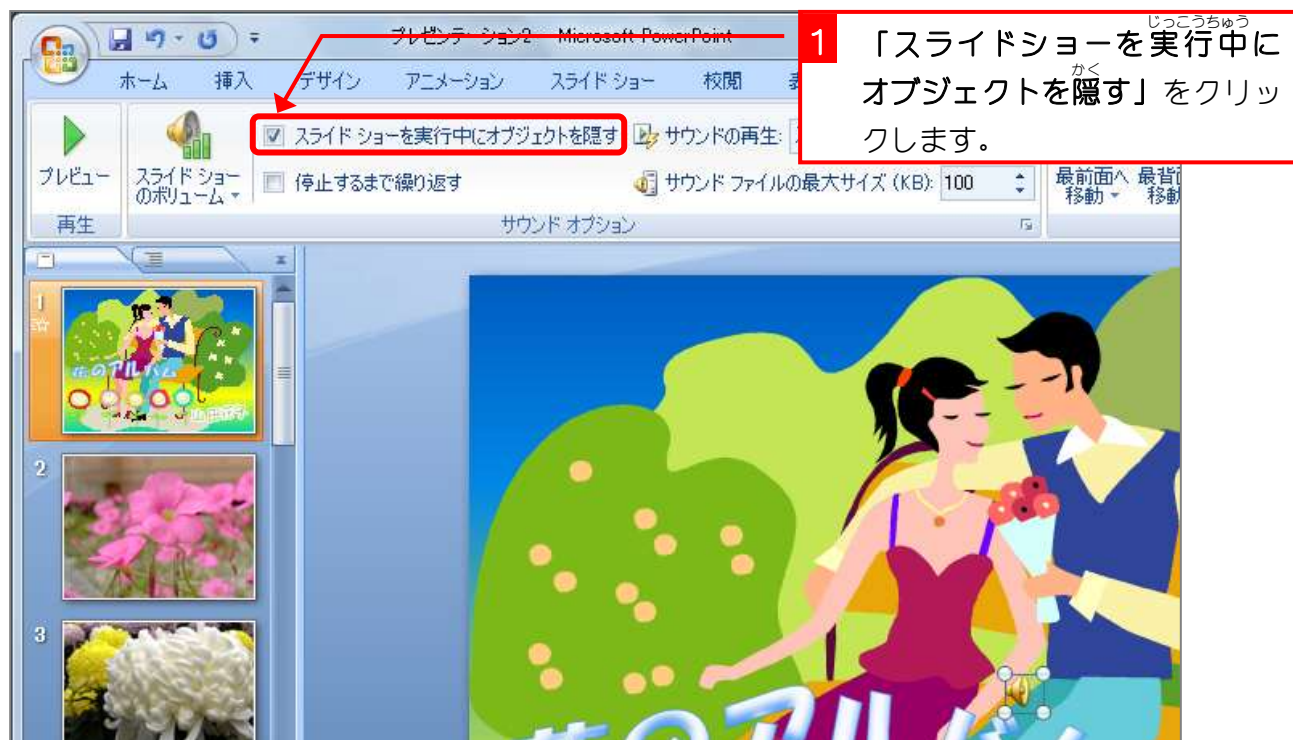 プレゼンテーション2 - Microsoft PowerPoint
1
じっこうちゅう
「スライドショーを実行中に
かく
オブジェクトを隠す」をクリッ
クします。
ホーム 挿入 デザイン アニメーション スライド ショー 校閲
スライド ショーを実行中にオブジェクトを隠す サウンドの再生:
プレビュー
スライド ショー
のボリューム
停止するまで繰り返す サウンド ファイルの最大サイズ (KB): 100
最前面へ
移動
最背
移動
再生 サウンド オプション
1
花のアルバム
2
3
花のアルバム